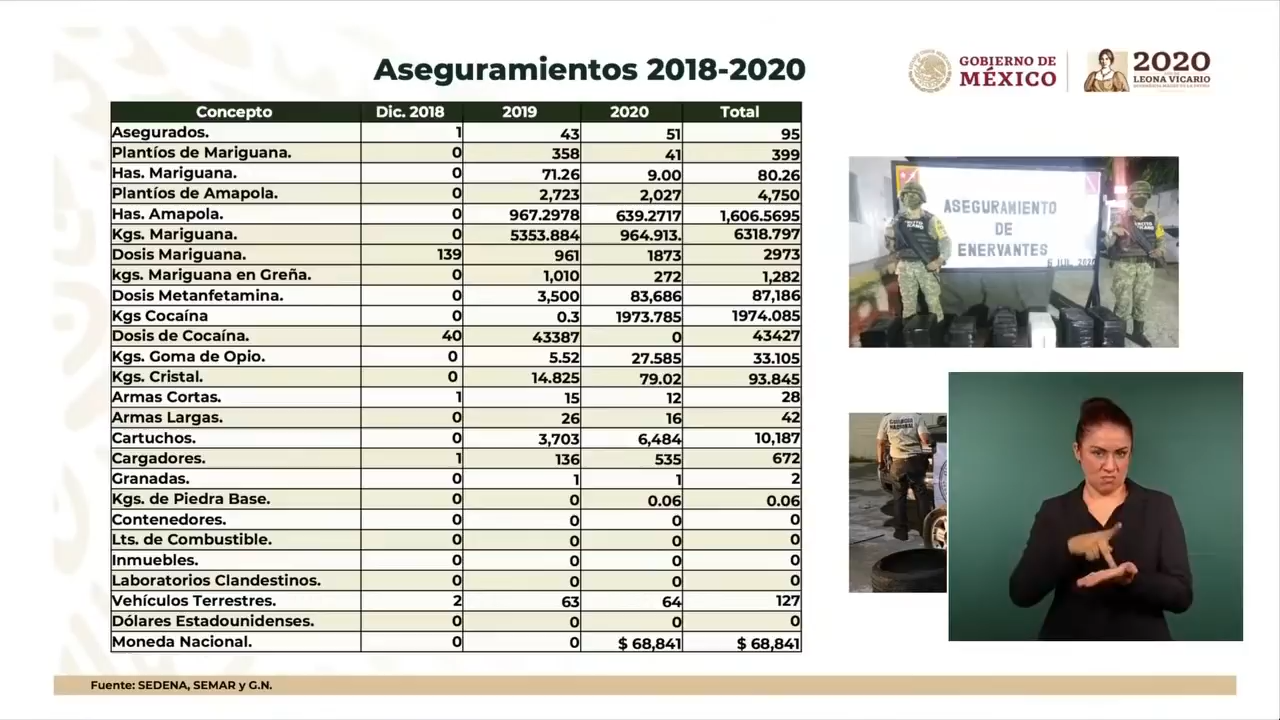 Aseguramientos 2018-2020
GOBIERNO DE
MÉXICO
2020
LEONA VICARIO
Concepto Dic. 2018 2019 2020 Total
Asegurados. 1 43 51 95
Plantíos de Mariguana. 0 358 41 399
Has. Mariguana. 0 71.26 9.00 80.26
Plantíos de Amapola. 0 2,723 2,027 4,750
Has. Amapola. 0 967.2978 639.2717 1,606.5695
Kgs. Mariguana. 0 5353.884 964.913. 6318.797
Dosis Mariguana. 139 961 1873 2973
kgs. Mariguana en Greña. 0 1,010 272 1,282
Dosis Metanfetamina. 0 3,500 83,686 87,186
Kgs Cocaína 0 0.3 1973.785 1974.085
Dosis de Cocaína. 40 43387 0 43427
Kgs. Goma de Opio. 0 5.52 27.585 33.105
Kgs. Cristal. 0 14.825 79.02 93.845
Armas Cortas. 1 15 12 28
Armas Largas. 0 26 16 42
Cartuchos. 0 3,703 6,484 10,187
Cargadores. 1 136 535 672
Granadas. 0 1 1 2
Kgs. de Piedra Base. 0 0 0.06 0.06
Contenedores. 0 0 0 0
Lts. de Combustible. 0 0 0 0
Inmuebles. 0 0 0 0
Laboratorios Clandestinos. 0 0 0 0
Vehículos Terrestres. 2 63 64 127
Dólares Estadounidenses. 0 0 0 0
Moneda Nacional. 0 0 $ 68,841 $ 68,841
ASEGURAMIENTO
DE
ENERVANTES
6 JUL. 2020
Fuente: SEDENA, SEMAR y G.N.